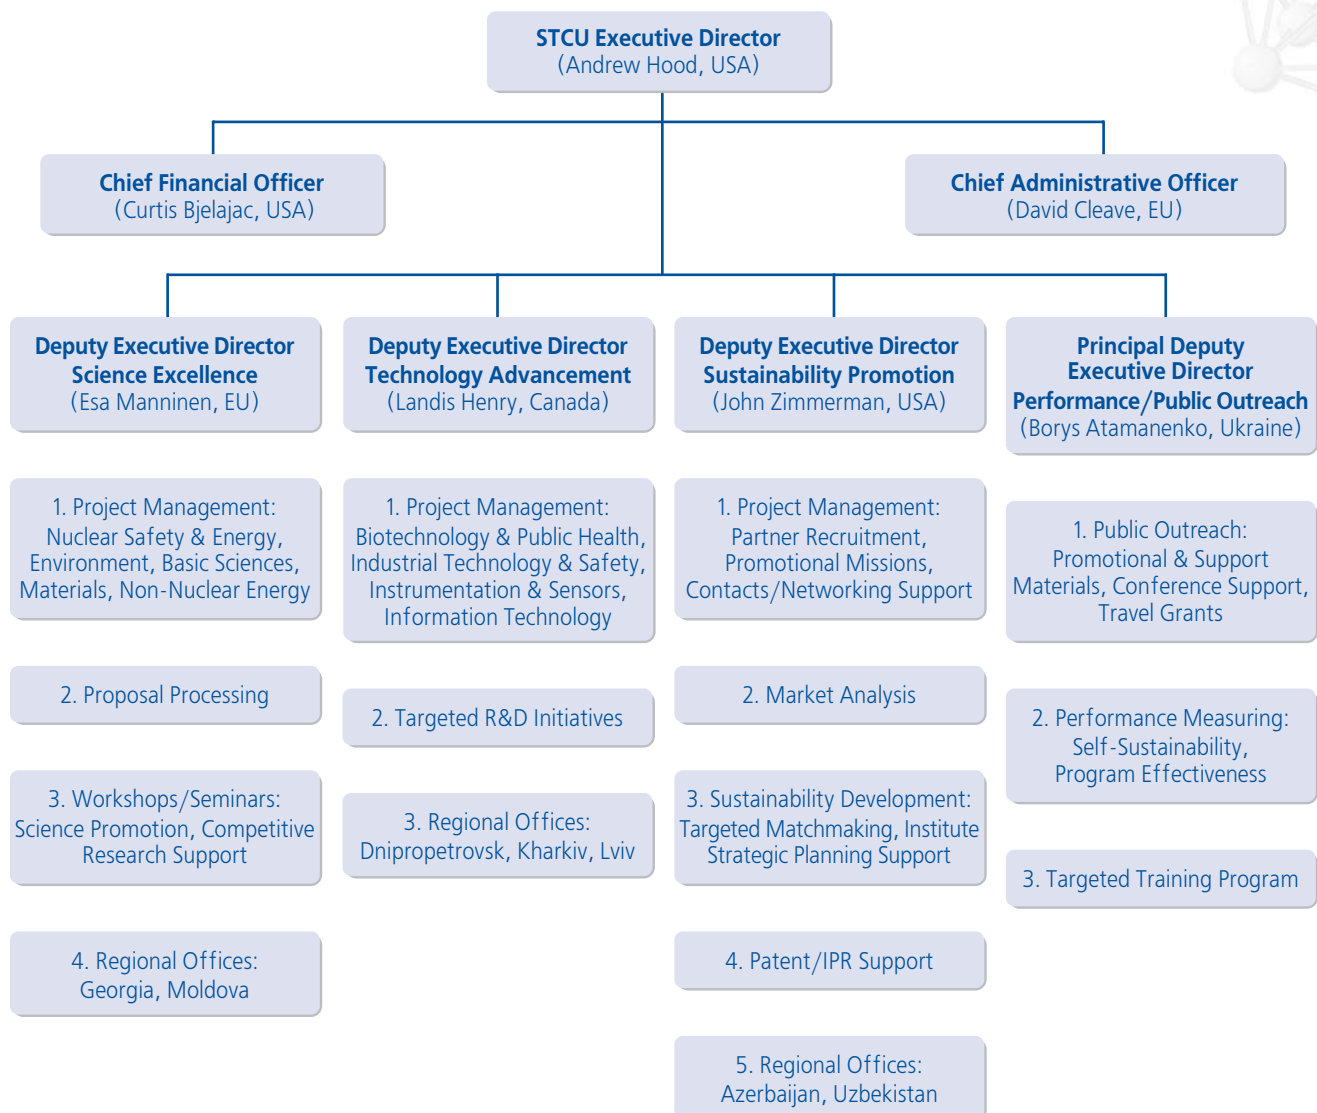 STCU Executive Director
(Andrew Hood, USA)
Chief Financial Officer
(Curtis Bjelajac, USA)
Chief Administrative Officer
(David Cleave, EU)
Deputy Executive Director
Science Excellence
(Esa Manninen, EU)
Deputy Executive Director
Technology Advancement
(Landis Henry, Canada)
Deputy Executive Director
Sustainability Promotion
(John Zimmerman, USA)
Principal Deputy
Executive Director
Performance/Public Outreach
(Borys Atamanenko, Ukraine)
1. Project Management:
Nuclear Safety & Energy,
Environment, Basic Sciences,
Materials, Non-Nuclear Energy
2. Proposal Processing
3. Workshops/Seminars:
Science Promotion, Competitive
Research Support
4. Regional Offices:
Georgia, Moldova
1. Project Management:
Biotechnology & Public Health,
Industrial Technology & Safety,
Instrumentation & Sensors,
Information Technology
2. Targeted R&D Initiatives
3. Regional Offices:
Dnipropetrovsk, Kharkiv, Lviv
1. Project Management:
Partner Recruitment,
Promotional Missions,
Contacts/Networking Support
2. Market Analysis
3. Sustainability Development:
Targeted Matchmaking, Institute
Strategic Planning Support
4. Patent/IPR Support
5. Regional Offices:
Azerbaijan, Uzbekistan
1. Public Outreach:
Promotional & Support
Materials, Conference Support,
Travel Grants
2. Performance Measuring:
Self-Sustainability,
Program Effectiveness
3. Targeted Training Program